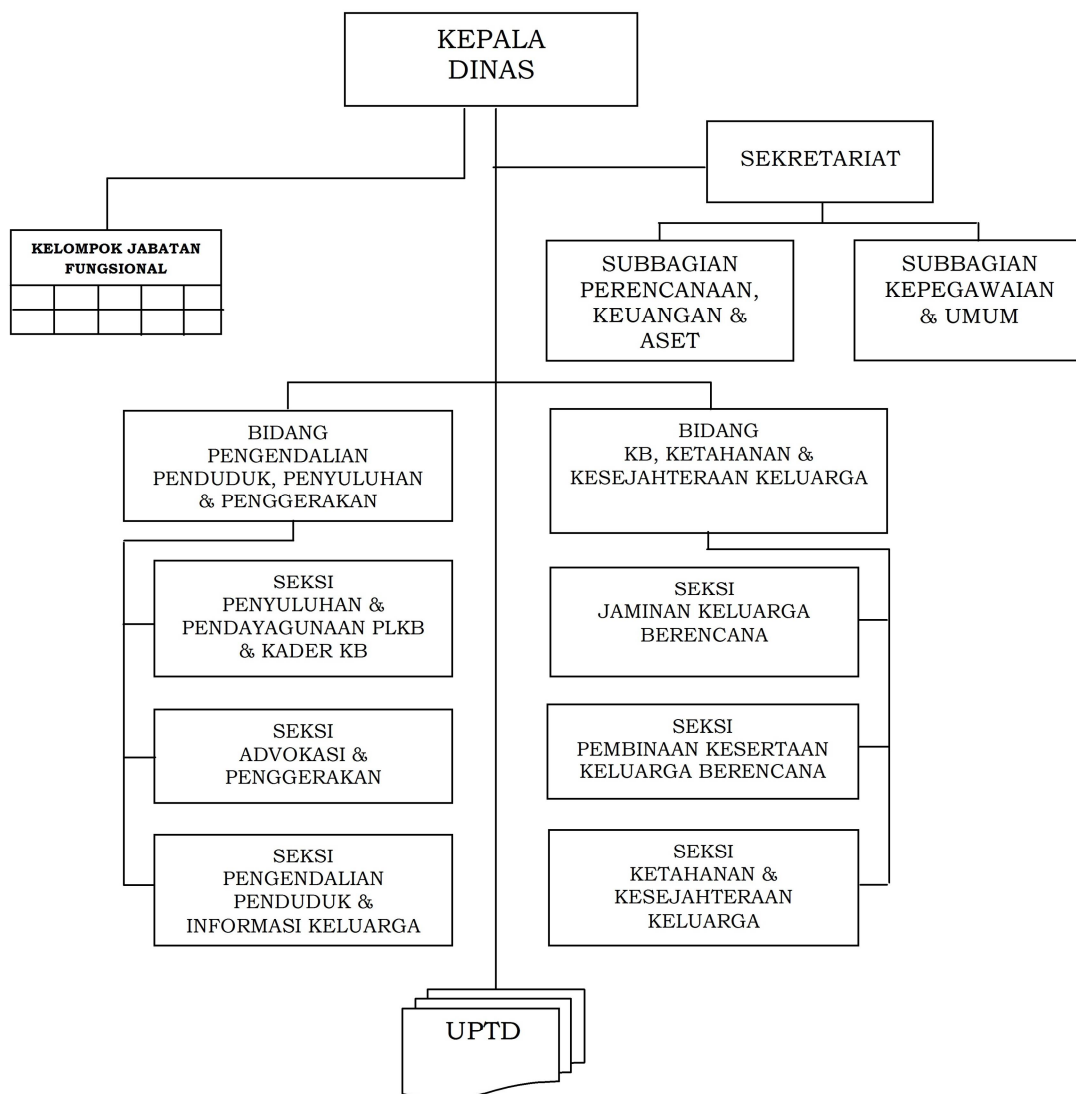 KEPALA
DINAS
SEKRETARIAT
KELOMPOK JABATAN
FUNGSIONAL
SUBBAGIAN
PERENCANAAN,
KEUANGAN &
ASET
SUBBAGIAN
KEPEGAWAIAN
& UMUM
BIDANG
PENGENDALIAN
PENDUDUK, PENYULUHAN
& PENGGERAKAN
BIDANG
KB, KETAHANAN &
KESEJAHTERAAN KELUARGA
SEKSI
PENYULUHAN &
PENDAYAGUNAAN PLKB
& KADER KB
SEKSI
JAMINAN KELUARGA
BERENCANA
SEKSI
ADVOKASI &
PENGGERAKAN
SEKSI
PEMBINAAN KESERTAAN
KELUARGA BERENCANA
SEKSI
PENGENDALIAN
PENDUDUK &
INFORMASI KELUARGA
SEKSI
KETAHANAN &
KESEJAHTERAAN
KELUARGA
UPTD